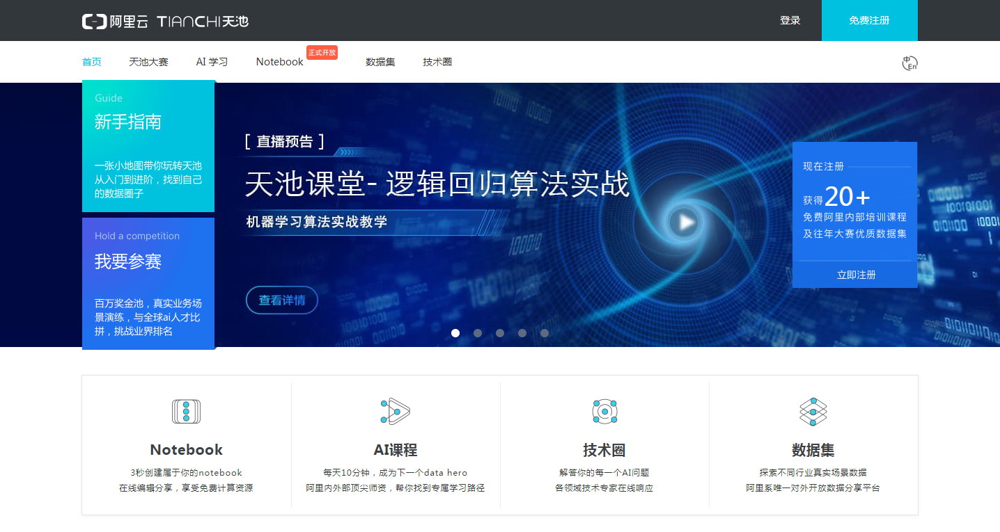 阿里云 TIANCHI天池
登录
免费注册
首页
天池大赛
AI 学习
Notebook
正式开放
数据集
技术圈
中 En
Guide
新手指南
一张小地图带你玩转天池
从入门到进阶，找到自己
的数据圈子
Hold a competition
我要参赛
百万奖金池，真实业务场
景演练，与全球ai人才比
拼，挑战业界排名
[ 直播预告 ]
天池课堂- 逻辑回归算法实战
机器学习算法实战教学
查看详情
现在注册
获得20+
免费阿里内部培训课程
及往年大赛优质数据集
立即注册
Notebook
3秒创建属于你的notebook
在线编辑分享，享受免费计算资源
AI课程
每天10分钟，成为下一个data hero
阿里内外部顶尖师资，帮你找到专属学习路径
技术圈
解答你的每一个AI问题
各领域技术专家在线响应
数据集
探索不同行业真实场景数据
阿里系唯一对外开放数据分享平台